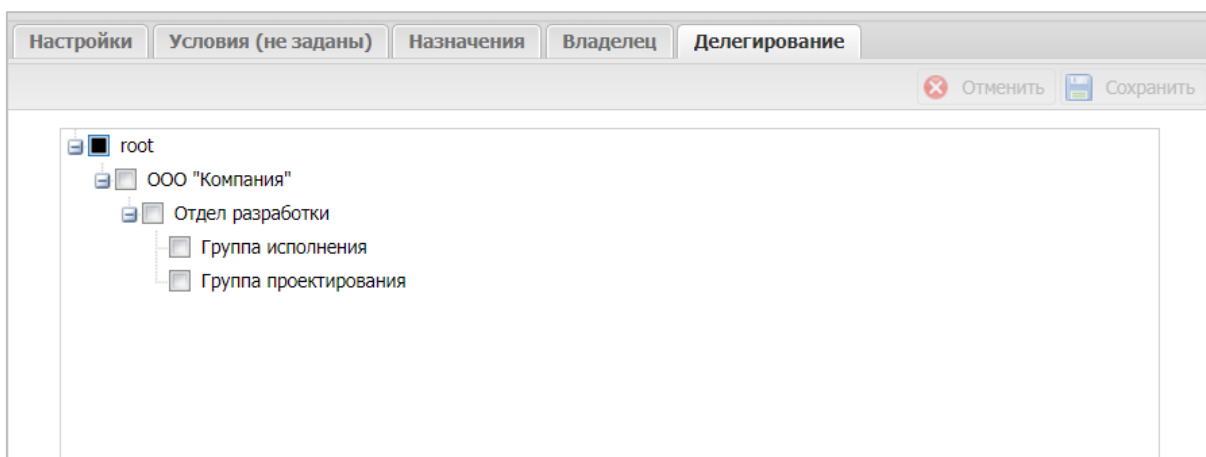 Настройки Условия (не заданы) Назначения Владелец Делегирование
Отменить Сохранить
root
ООО "Компания"
Отдел разработки
Группа исполнения
Группа проектирования